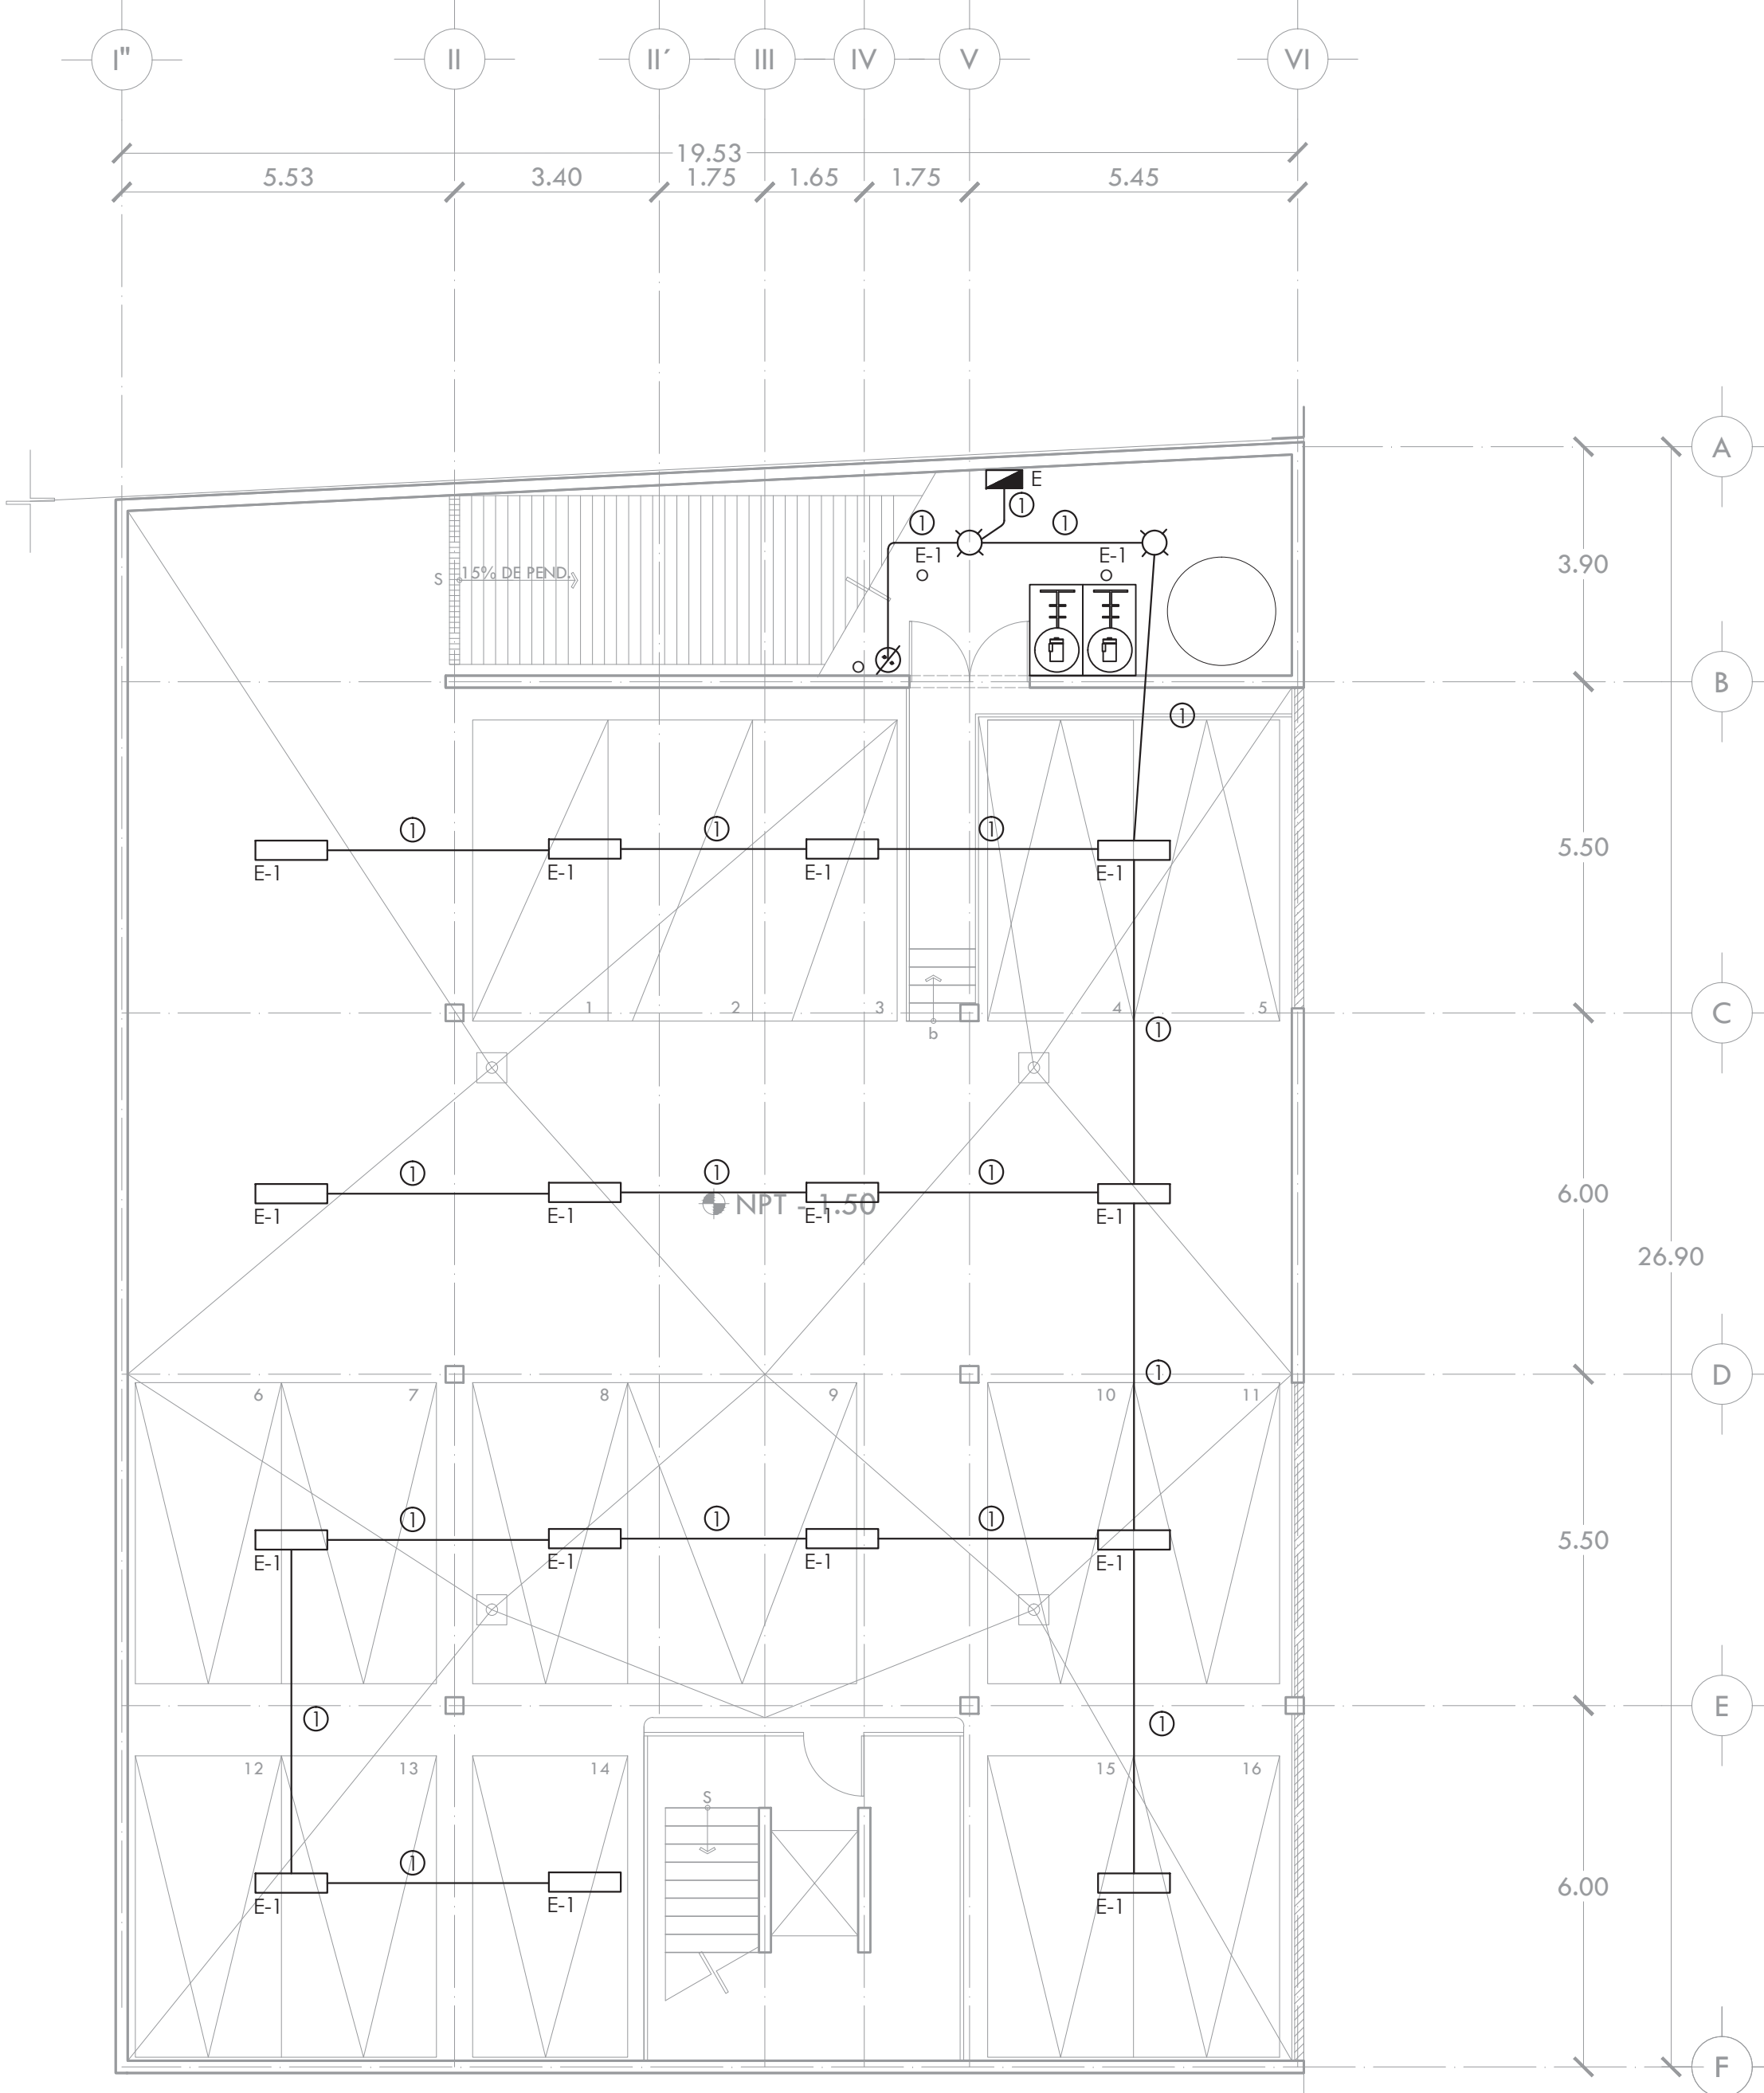 I" II II´ III IV V VI
19.53
5.53 3.40 1.75 1.65 1.75 5.45
A
E
①
① ①
E-1 E-1
3.90
15% DE PEND.
S
B
①
① ① ①
5.50
E-1 E-1 E-1 E-1
1 2 3 4 5
C
①
b
① ① ①
6.00
NPT - 1.50
E-1 E-1 E-1 E-1
26.90
①
D
6 7 8 9 10 11
① ① ①
5.50
E-1 E-1 E-1 E-1
E
① ①
12 13 14 15 16
S
①
6.00
E-1 E-1 E-1
F